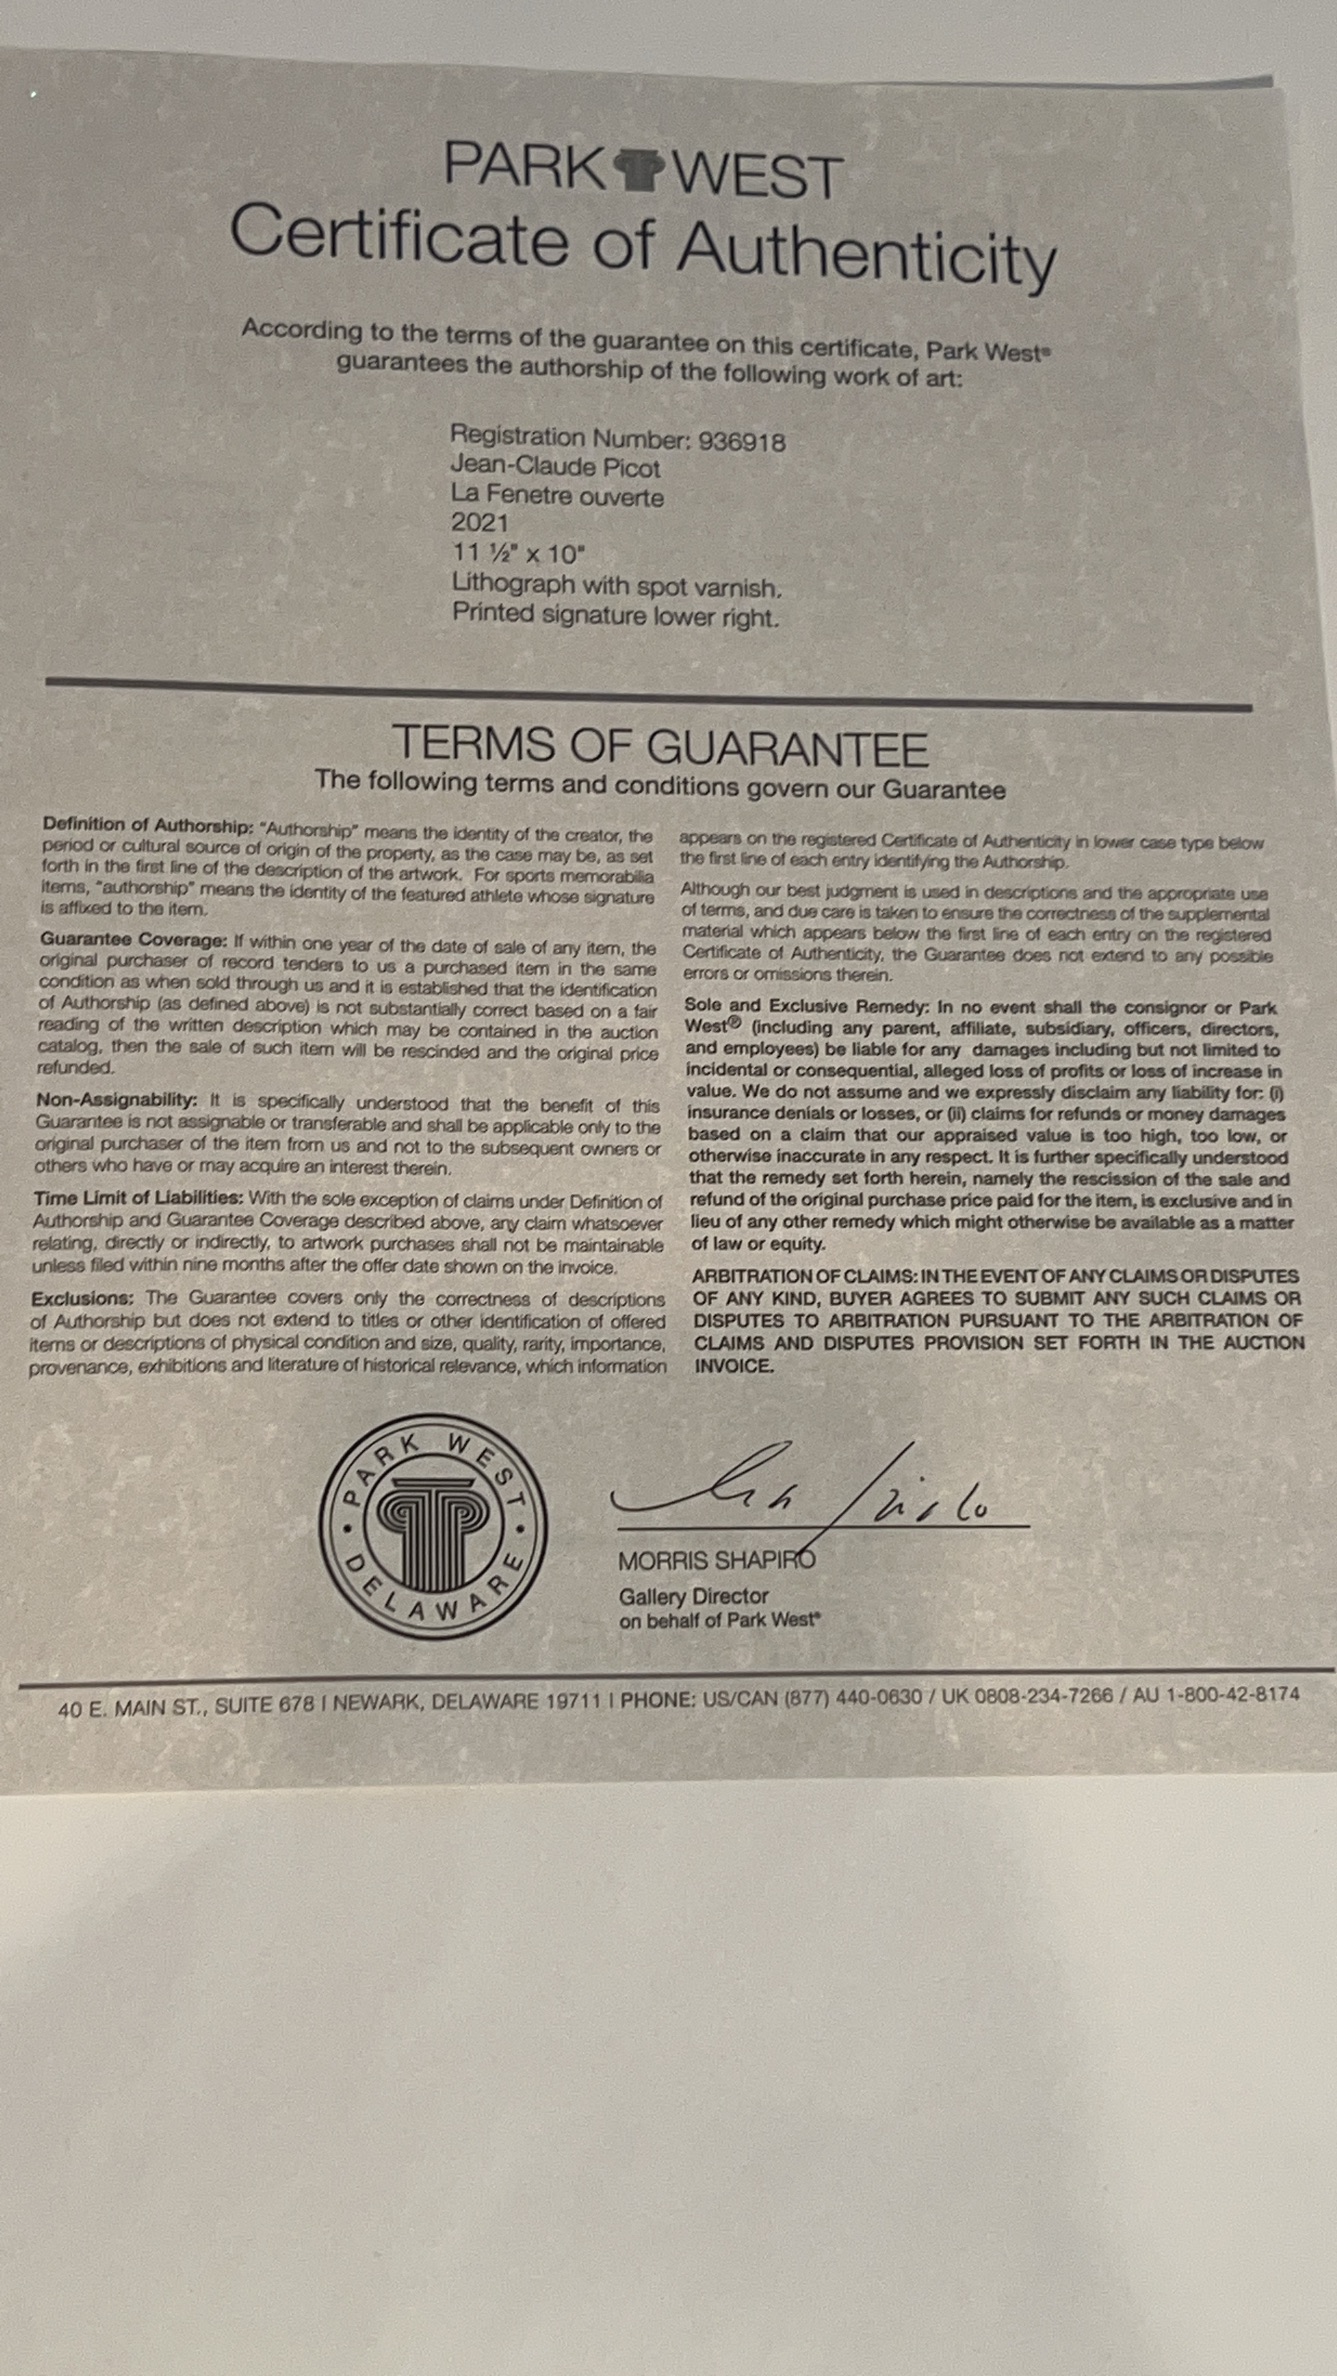 PARK WEST
Certificate of Authenticity
According to the terms of the guarantee on this certificate, Park West®
guarantees the authorship of the following work of art:
Registration Number: 936918
Jean-Claude Picot
La Fenetre ouverte
2021
11 ½" x 10"
Lithograph with spot varnish.
Printed signature lower right.
TERMS OF GUARANTEE
The following terms and conditions govern our Guarantee
Definition of Authorship: "Authorship" means the identity of the creator, the
period or cultural source of origin of the property, as the case may be, as set
forth in the first line of the description of the artwork. For sports memorabilia
items, "authorship" means the identity of the featured athlete whose signature
is affixed to the item.
Guarantee Coverage: If within one year of the date of sale of any item, the
original purchaser of record tenders to us a purchased item in the same
condition as when sold through us and it is established that the identification
of Authorship (as defined above) is not substantially correct based on a fair
reading of the written description which may be contained in the auction
catalog, then the sale of such item will be rescinded and the original price
refunded.
Non-Assignability: It is specifically understood that the benefit of this
Guarantee is not assignable or transferable and shall be applicable only to the
original purchaser of the item from us and not to the subsequent owners or
others who have or may acquire an interest therein.
Time Limit of Liabilities: With the sole exception of claims under Definition of
Authorship and Guarantee Coverage described above, any claim whatsoever
relating, directly or indirectly, to artwork purchases shall not be maintainable
unless filed within nine months after the offer date shown on the invoice.
Exclusions: The Guarantee covers only the correctness of descriptions
of Authorship but does not extend to titles or other identification of offered
items or descriptions of physical condition and size, quality, rarity, importance,
provenance, exhibitions and literature of historical relevance, which information
appears on the registered Certificate of Authenticity in lower case type below
the first line of each entry identifying the Authorship.
Although our best judgment is used in descriptions and the appropriate use
of terms, and due care is taken to ensure the correctness of the supplemental
material which appears below the first line of each entry on the registered
Certificate of Authenticity, the Guarantee does not extend to any possible
errors or omissions therein.
Sole and Exclusive Remedy: In no event shall the consignor or Park
West® (including any parent, affiliate, subsidiary, officers, directors,
and employees) be liable for any damages including but not limited to
incidental or consequential, alleged loss of profits or loss of increase in
value. We do not assume and we expressly disclaim any liability for: (i)
insurance denials or losses, or (ii) claims for refunds or money damages
based on a claim that our appraised value is too high, too low, or
otherwise inaccurate in any respect. It is further specifically understood
that the remedy set forth herein, namely the rescission of the sale and
refund of the original purchase price paid for the item, is exclusive and in
lieu of any other remedy which might otherwise be available as a matter
of law or equity.
ARBITRATION OF CLAIMS: IN THE EVENT OF ANY CLAIMS OR DISPUTES
OF ANY KIND, BUYER AGREES TO SUBMIT ANY SUCH CLAIMS OR
DISPUTES TO ARBITRATION PURSUANT TO THE ARBITRATION OF
CLAIMS AND DISPUTES PROVISION SET FORTH IN THE AUCTION
INVOICE.
PARK WEST
• DELAWARE •
MORRIS SHAPIRO
Gallery Director
on behalf of Park West®
40 E. MAIN ST., SUITE 678 | NEWARK, DELAWARE 19711 | PHONE: US/CAN (877) 440-0630 / UK 0808-234-7266 / AU 1-800-42-8174